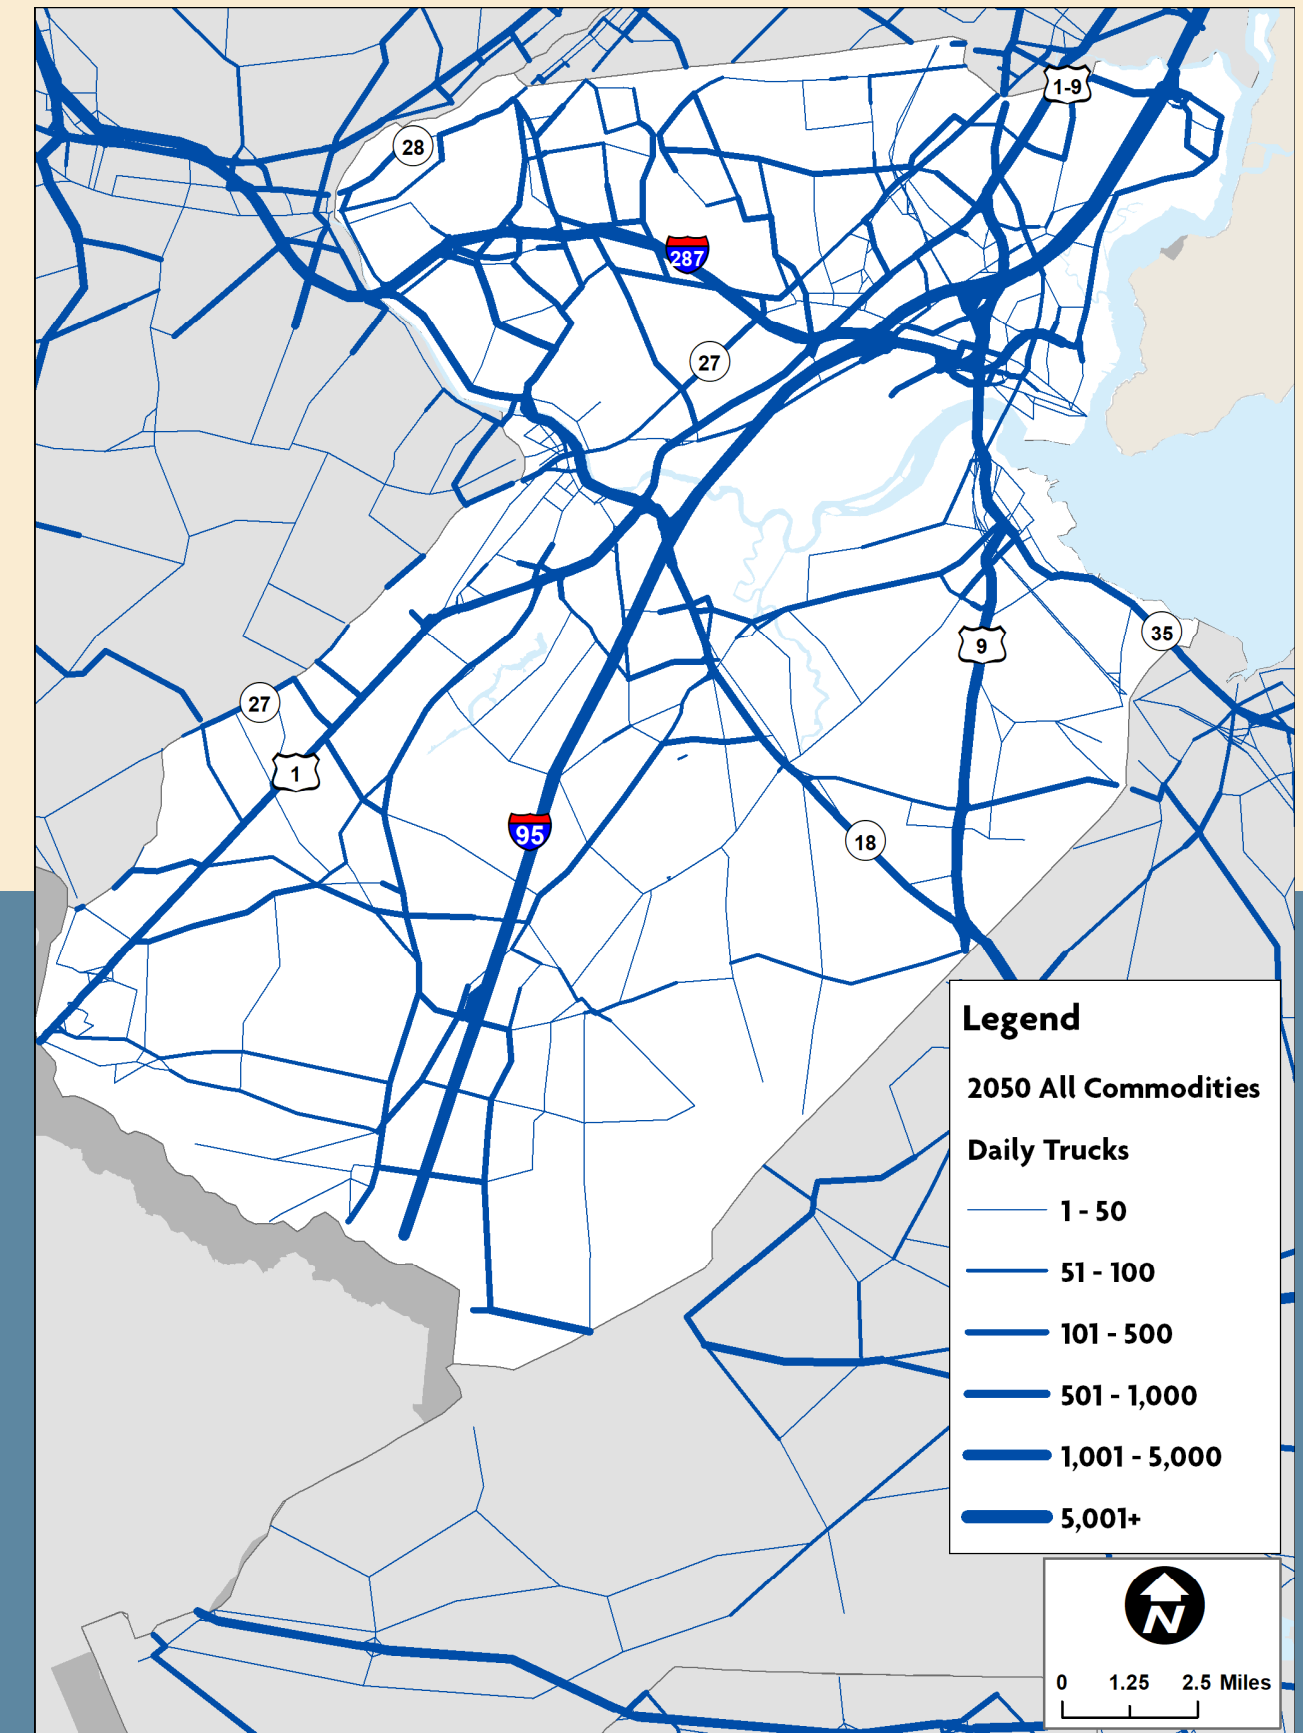 1-9
28
287
27
9
35
27
1
95
18
Legend
2050 All Commodities
Daily Trucks
1 - 50
51 - 100
101 - 500
501 - 1,000
1,001 - 5,000
5,001+
N
0 1.25 2.5 Miles